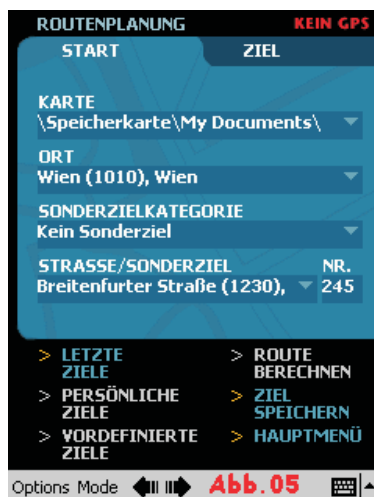 ROUTENPLANUNG KEIN GPS
START ZIEL
KARTE
\Speicherkarte\My Documents\
ORT
Wien (1010), Wien
SONDERZIELKATEGORIE
Kein Sonderziel
STRASSE/SONDERZIEL NR.
Breitenfurter Straße (1230), 245
> LETZTE ZIELE
> ROUTE BERECHNEN
> PERSÖNLICHE ZIELE
> ZIEL SPEICHERN
> VORDEFINIERTE ZIELE
> HAUPTMENÜ
Options Mode Abb.05